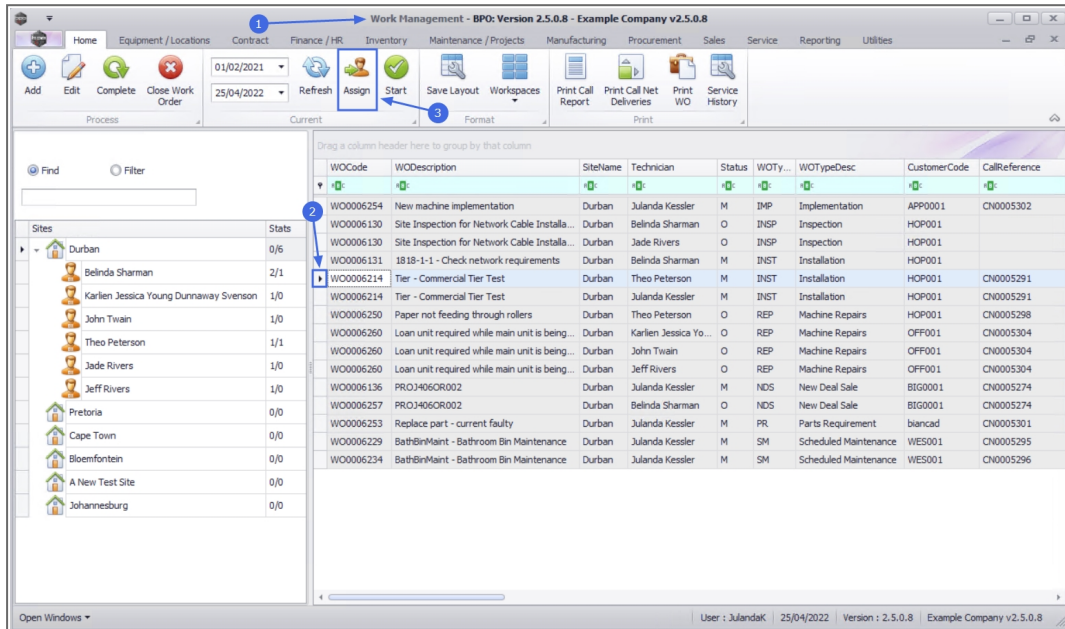 1
Work Management - BPO: Version 2.5.0.8 - Example Company v2.5.0.8
Home Equipment / Locations Contract Finance / HR Inventory Maintenance / Projects Manufacturing Procurement Sales Service Reporting Utilities
01/02/2021
25/04/2022
Add Edit Complete Close Work Order Refresh Assign Start Save Layout Workspaces Print Call Report Print Call Net Deliveries Print WO Service History
3
Process Current Format Print
Drag a column header here to group by that column
Find Filter
WOCode WODescription SiteName Technician Status WOTy... WOTypeDesc CustomerCode CallReference
2
Sites Stats
Durban 0/6
Belinda Sharman 2/1
Karlien Jessica Young Dunnaway Svenson 1/0
John Twain 1/0
Theo Peterson 1/1
Jade Rivers 1/0
Jeff Rivers 1/0
Pretoria 0/0
Cape Town 0/0
Bloemfontein 0/0
A New Test Site 0/0
Johannesburg 0/0
WO0006254 New machine implementation Durban Julanda Kessler M IMP Implementation APP0001 CN0005302
WO0006130 Site Inspection for Network Cable Installa... Durban Belinda Sharman O INSP Inspection HOP001
WO0006130 Site Inspection for Network Cable Installa... Durban Jade Rivers O INSP Inspection HOP001
WO0006131 1818-1-1 - Check network requirements Durban Belinda Sharman M INST Installation HOP001
WO0006214 Tier - Commercial Tier Test Durban Theo Peterson M INST Installation HOP001 CN0005291
WO0006214 Tier - Commercial Tier Test Durban Julanda Kessler M INST Installation HOP001 CN0005291
WO0006250 Paper not feeding through rollers Durban Theo Peterson O REP Machine Repairs HOP001 CN0005298
WO0006260 Loan unit required while main unit is being... Durban Karlien Jessica Yo... O REP Machine Repairs OFF001 CN0005304
WO0006260 Loan unit required while main unit is being... Durban John Twain O REP Machine Repairs OFF001 CN0005304
WO0006260 Loan unit required while main unit is being... Durban Jeff Rivers O REP Machine Repairs OFF001 CN0005304
WO0006136 PROJ406OR002 Durban Julanda Kessler M NDS New Deal Sale BIG0001 CN0005274
WO0006257 PROJ406OR002 Durban Belinda Sharman O NDS New Deal Sale BIG0001 CN0005274
WO0006253 Replace part - current faulty Durban Julanda Kessler M PR Parts Requirement biancad CN0005301
WO0006229 BathBinMaint - Bathroom Bin Maintenance Durban Julanda Kessler M SM Scheduled Maintenance WES001 CN0005295
WO0006234 BathBinMaint - Bathroom Bin Maintenance Durban Julanda Kessler M SM Scheduled Maintenance WES001 CN0005296
Open Windows User : JulandaK 25/04/2022 Version : 2.5.0.8 Example Company v2.5.0.8